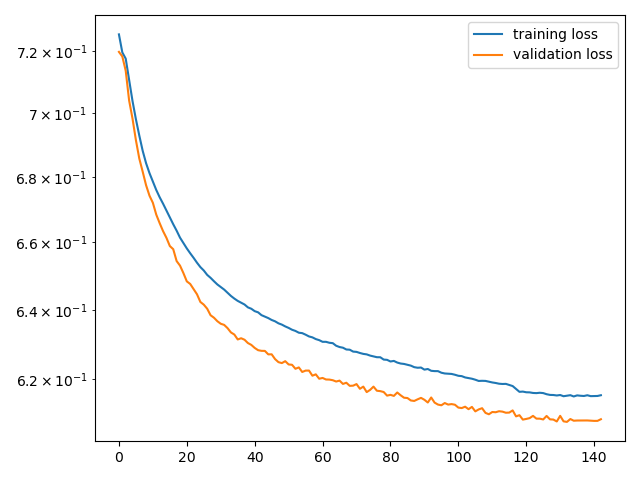 training loss
validation loss
7.2 × 10⁻¹
7 × 10⁻¹
6.8 × 10⁻¹
6.6 × 10⁻¹
6.4 × 10⁻¹
6.2 × 10⁻¹
0 20 40 60 80 100 120 140